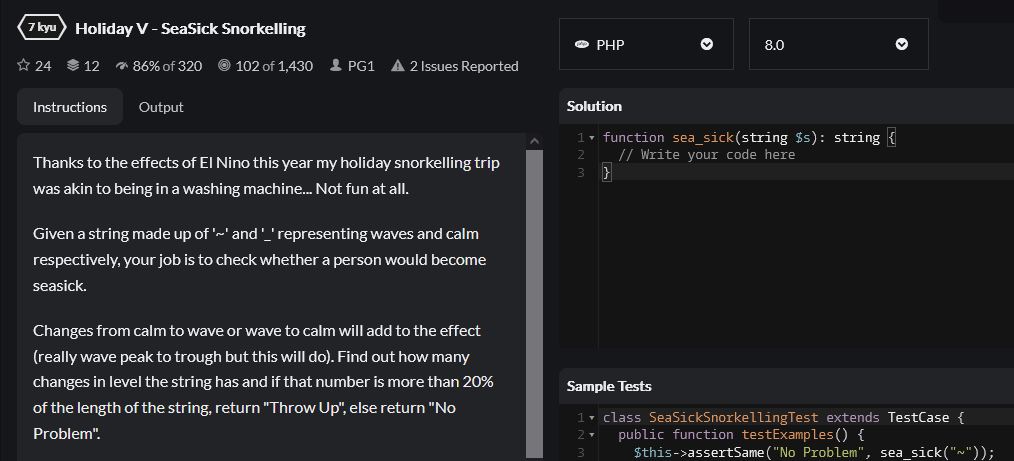 7 kyu Holiday V - SeaSick Snorkelling
24 12 86% of 320 102 of 1,430 PG1 2 Issues Reported
Instructions Output
Thanks to the effects of El Nino this year my holiday snorkelling trip
was akin to being in a washing machine... Not fun at all.
Given a string made up of '~' and '_' representing waves and calm
respectively, your job is to check whether a person would become
seasick.
Changes from calm to wave or wave to calm will add to the effect
(really wave peak to trough but this will do). Find out how many
changes in level the string has and if that number is more than 20%
of the length of the string, return "Throw Up", else return "No
Problem".
php PHP 8.0
Solution
1 function sea_sick(string $s): string {
2 // Write your code here
3 }
Sample Tests
1 class SeaSickSnorkellingTest extends TestCase {
2 public function testExamples() {
3 $this->assertSame("No Problem", sea_sick("~"));